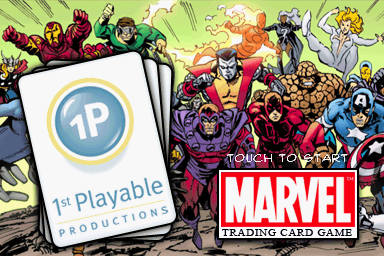 1P
1st Playable
PRODUCTIONS
TOUCH TO START
MARVEL
TRADING CARD GAME